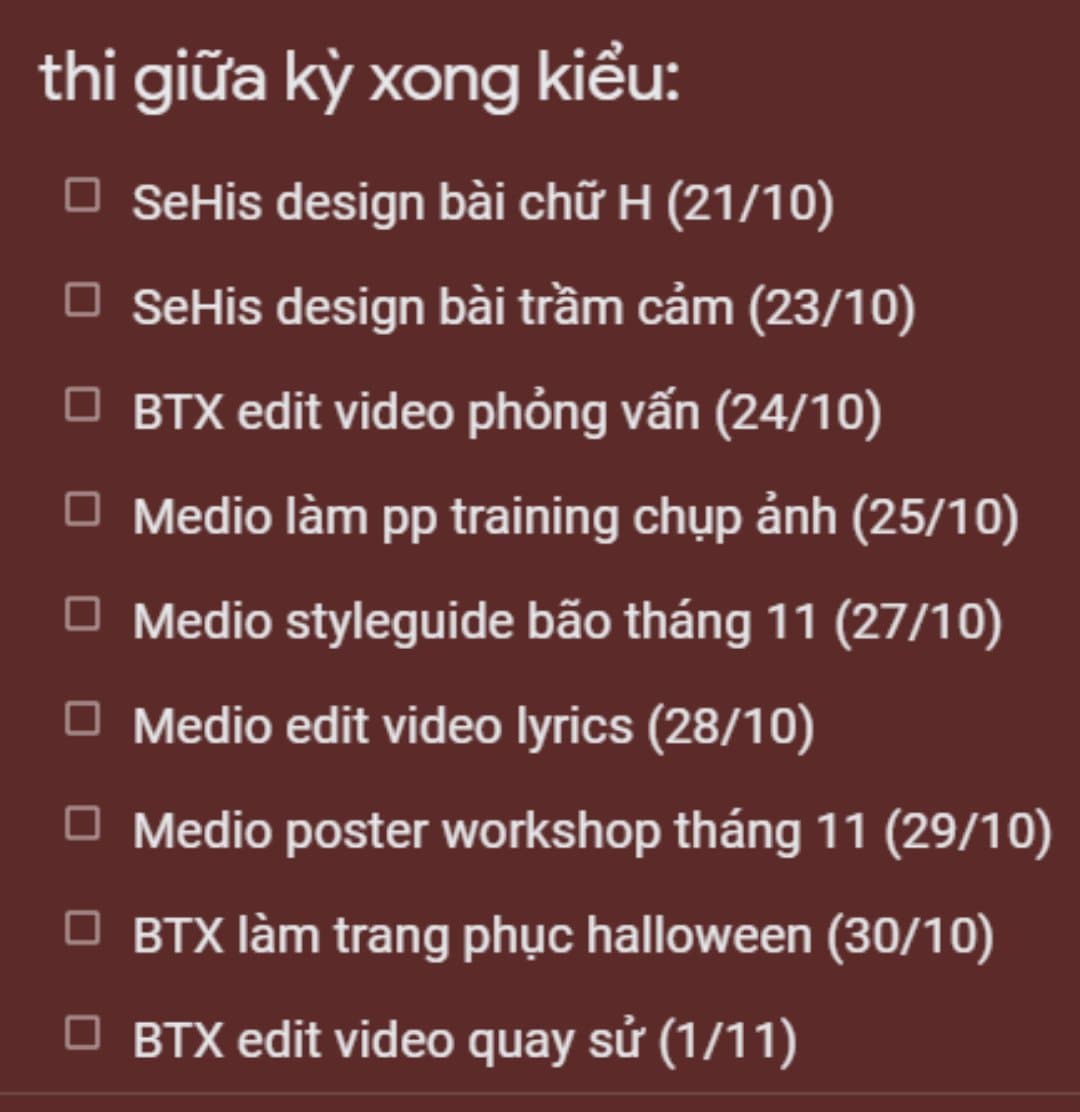 thi giữa kỳ xong kiểu:
SeHis design bài chữ H (21/10)
SeHis design bài trầm cảm (23/10)
BTX edit video phỏng vấn (24/10)
Medio làm pp training chụp ảnh (25/10)
Medio styleguide bão tháng 11 (27/10)
Medio edit video lyrics (28/10)
Medio poster workshop tháng 11 (29/10)
BTX làm trang phục halloween (30/10)
BTX edit video quay sử (1/11)